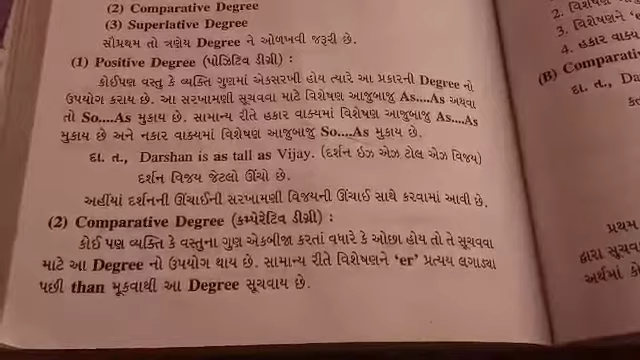 (2) Comparative Degree
(3) Superlative Degree
સૌપ્રથમ તો ત્રણેય Degree ને ઓળખવી જરૂરી છે.
(1) Positive Degree (પોઝિટિવ ડીગ્રી) :
કોઈપણ વસ્તુ કે વ્યક્તિ ગુણમાં એકસરખી હોય ત્યારે આ પ્રકારની Degree નો
ઉપયોગ કરાય છે. આ સરખામણી સૂચવવા માટે વિશેષણ આજુબાજુ As....As અથવા
તો So....As મુકાય છે. સામાન્ય રીતે હકાર વાક્યમાં વિશેષણ આજુબાજુ As....As
મુકાય છે અને નકાર વાક્યમાં વિશેષણ આજુબાજુ So....As મુકાય છે.
દા. ત., Darshan is as tall as Vijay. (દર્શન ઇઝ એઝ ટોલ એઝ વિજય)
દર્શન વિજય જેટલો ઊંચો છે.
અહીંયાં દર્શનની ઊંચાઈની સરખામણી વિજયની ઊંચાઈ સાથે કરવામાં આવી છે.
(2) Comparative Degree (કમ્પેરેટિવ ડીગ્રી) :
કોઈ પણ વ્યક્તિ કે વસ્તુના ગુણ એકબીજા કરતાં વધારે કે ઓછા હોય તો તે સૂચવવા
માટે આ Degree નો ઉપયોગ થાય છે. સામાન્ય રીતે વિશેષણને 'er' પ્રત્યય લગાડ્યા
પછી than મૂકવાથી આ Degree સૂચવાય છે.
2. વિશેષણ
3. વિશેષણને
4. હકાર વાક્ય
(B) Comparati
દા. ત., Da
પ્રથમ
દ્વારા સૂચવ
અર્થમાં